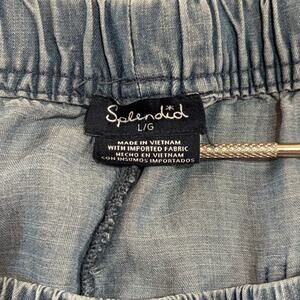 Splendid
L/G
MADE IN VIETNAM
WITH IMPORTED FABRIC
HECHO EN VIETNAM
CON INSUMOS IMPORTADOS